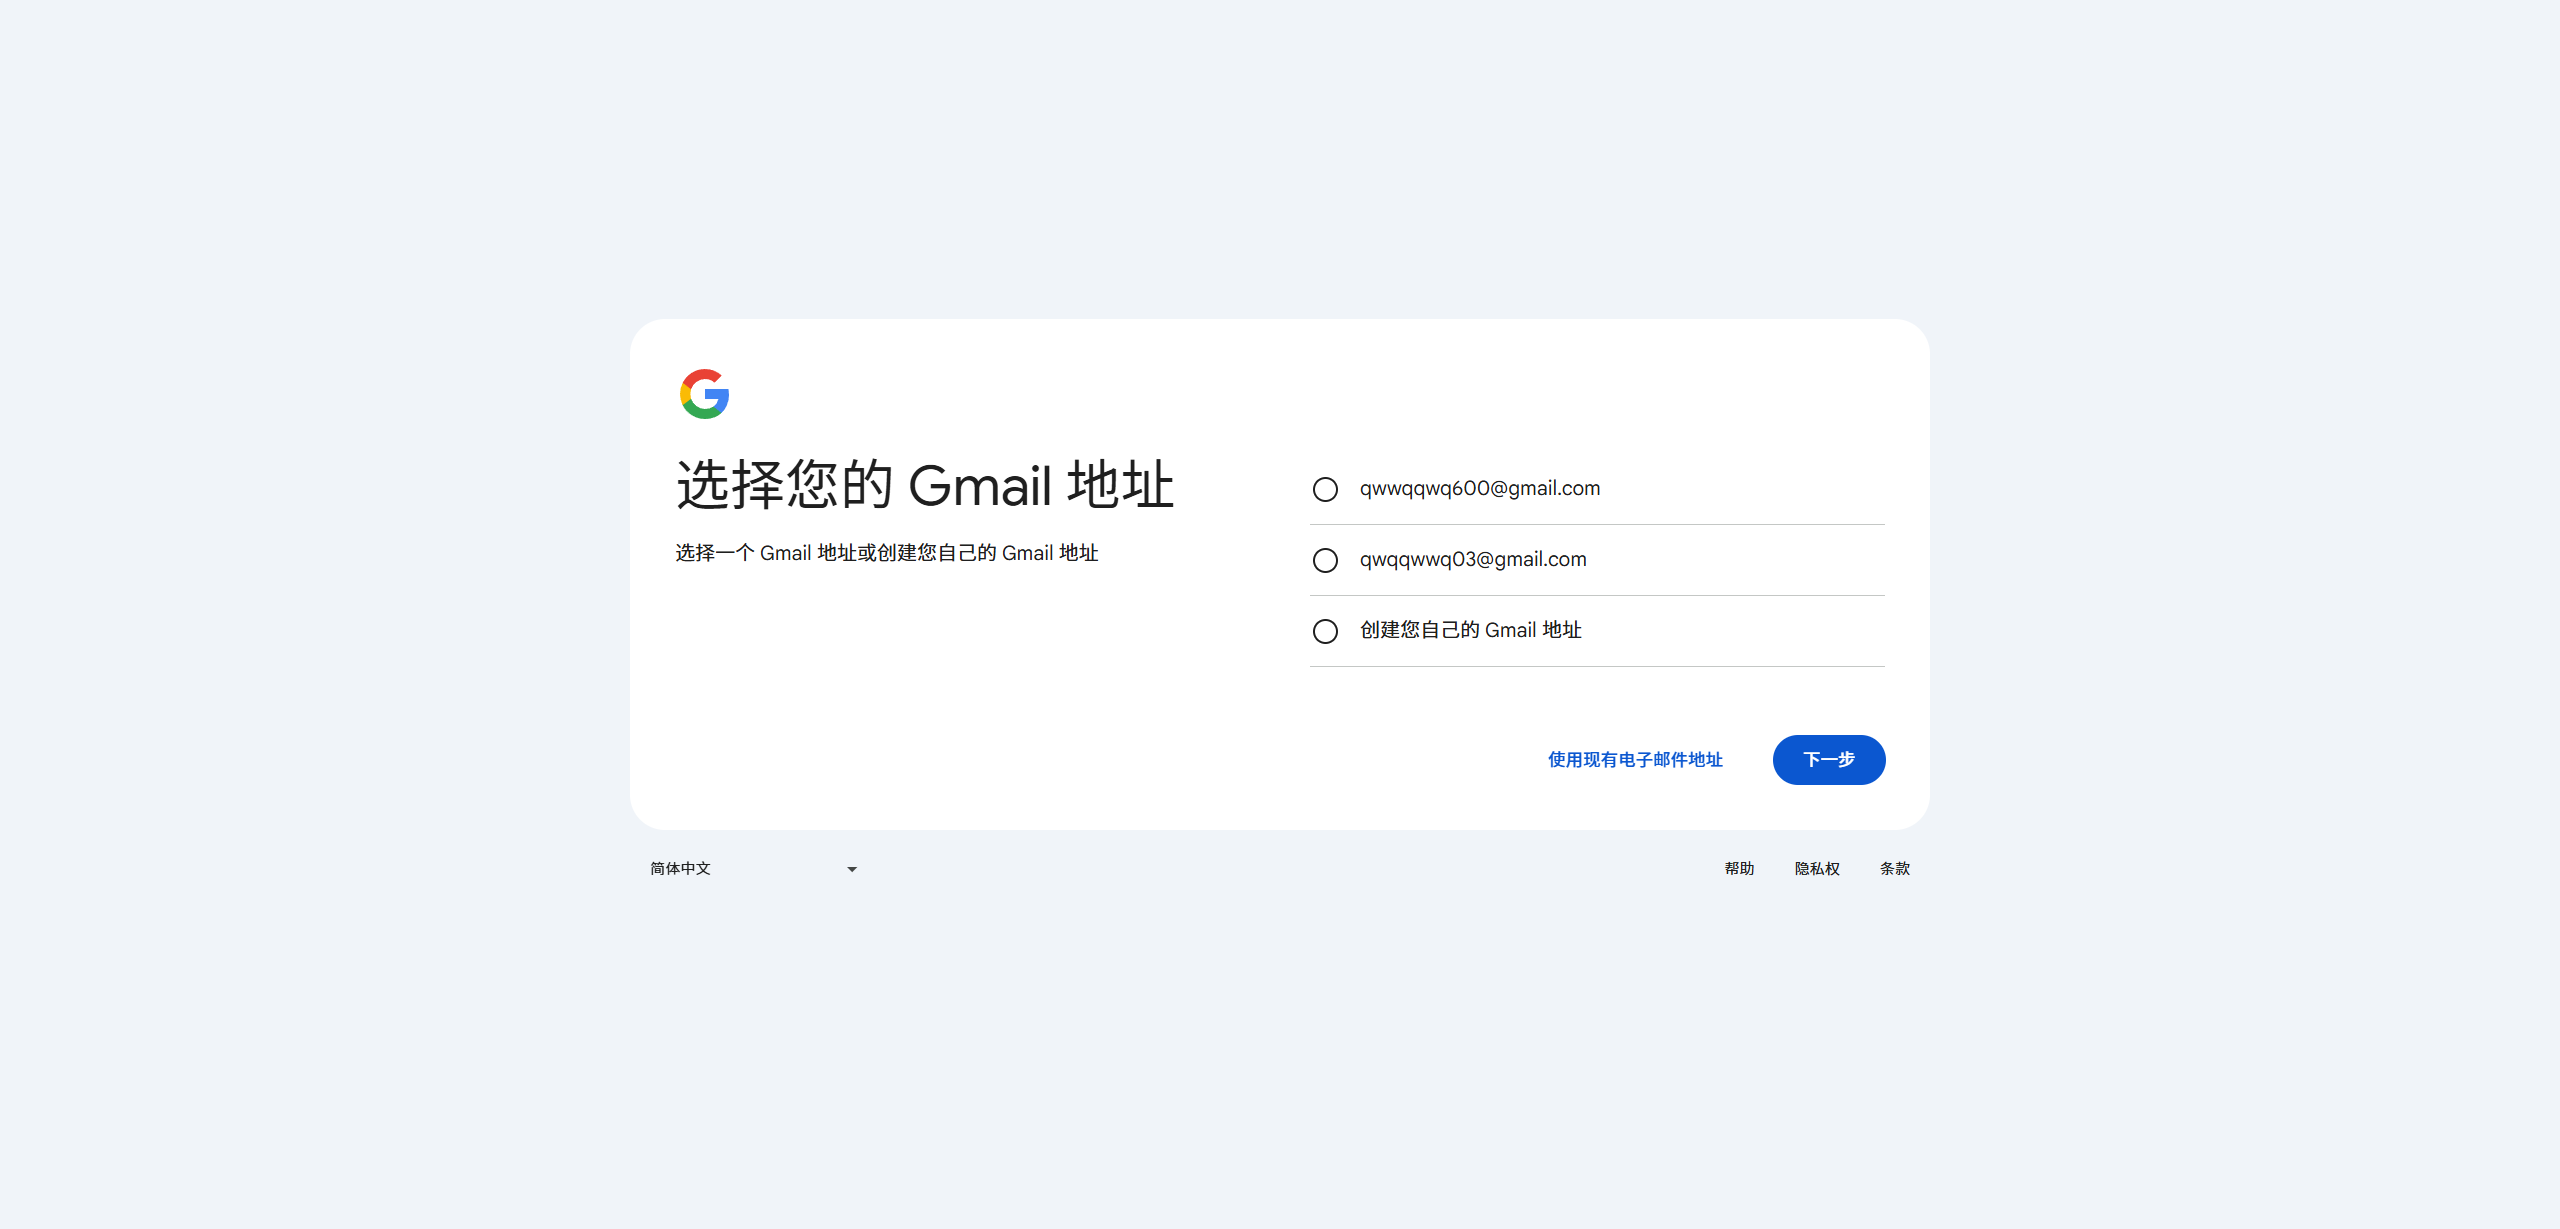 选择您的 Gmail 地址
选择一个 Gmail 地址或创建您自己的 Gmail 地址
qwwqqwq600@gmail.com
qwqqwwq03@gmail.com
创建您自己的 Gmail 地址
使用现有电子邮件地址
下一步
简体中文
帮助
隐私权
条款